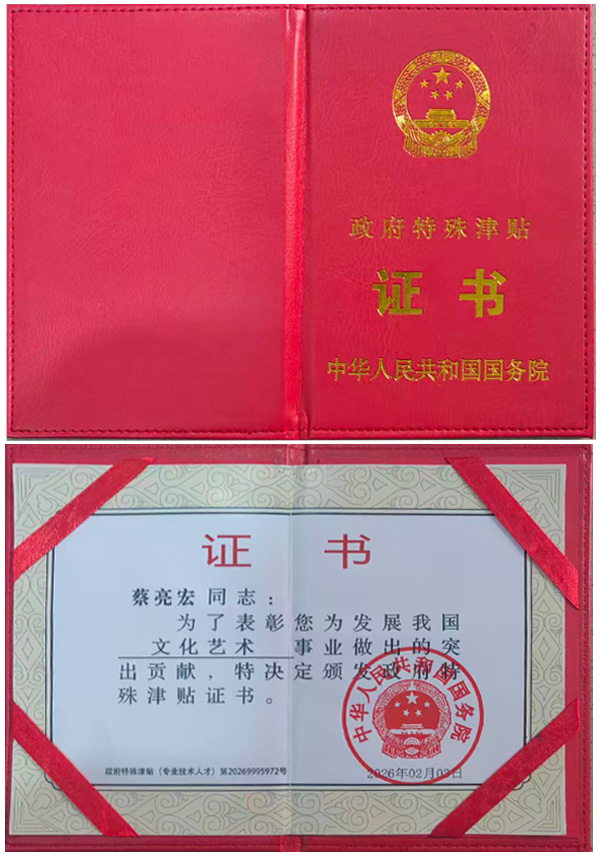 政府特殊津贴
证书
中华人民共和国国务院
证 书
蔡亮宏同志：
为了表彰您为发展我国
文化艺术 事业做出的突
出贡献，特决定颁发政府特
殊津贴证书。
中华人民共和国国务院
政府特殊津贴（专业技术人才）第20269995972号
2026年02月02日